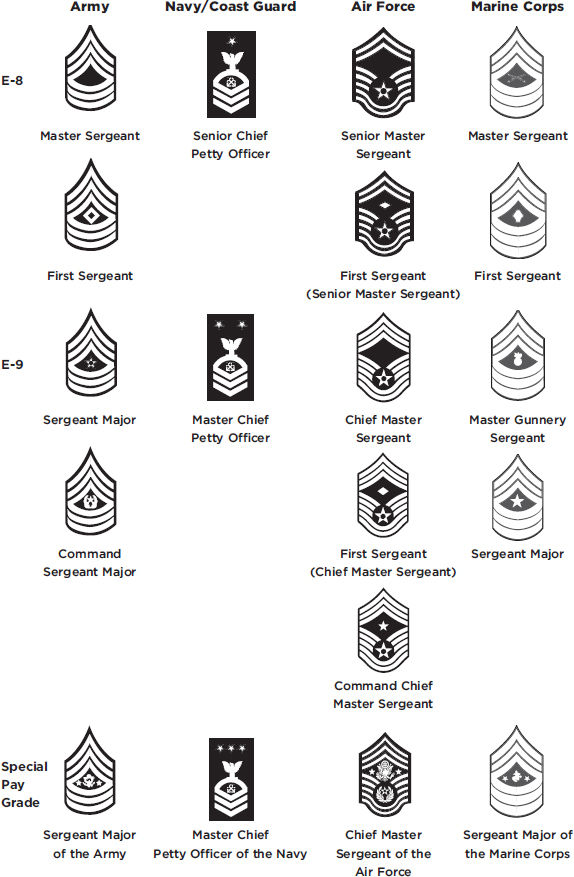 Army Navy/Coast Guard Air Force Marine Corps
E-8
Master Sergeant
Senior Chief
Petty Officer
Senior Master
Sergeant
Master Sergeant
First Sergeant
First Sergeant
(Senior Master Sergeant)
First Sergeant
E-9
Sergeant Major
Master Chief
Petty Officer
Chief Master
Sergeant
Master Gunnery
Sergeant
Command
Sergeant Major
First Sergeant
(Chief Master Sergeant)
Sergeant Major
Command Chief
Master Sergeant
Special
Pay
Grade
Sergeant Major
of the Army
Master Chief
Petty Officer of the Navy
Chief Master
Sergeant of the
Air Force
Sergeant Major of
the Marine Corps